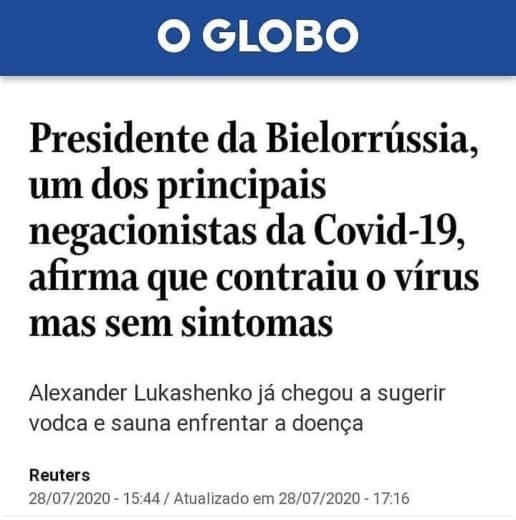 O GLOBO
Presidente da Bielorrússia,
um dos principais
negacionistas da Covid-19,
afirma que contraiu o vírus
mas sem sintomas
Alexander Lukashenko já chegou a sugerir
vodca e sauna enfrentar a doença
Reuters
28/07/2020 - 15:44 / Atualizado em 28/07/2020 - 17:16